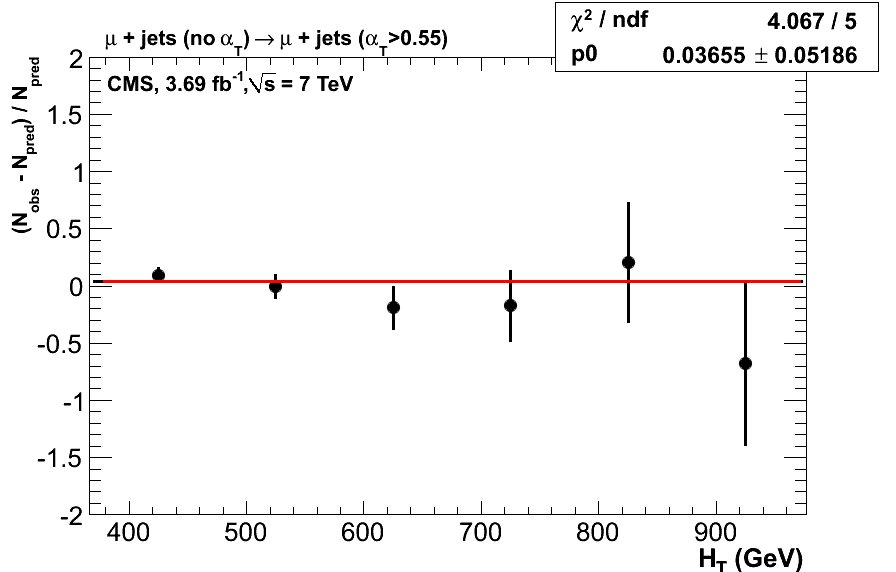 μ + jets (no α_T) → μ + jets (α_T>0.55)
χ² / ndf 4.067 / 5
p0 0.03655 ± 0.05186
CMS, 3.69 fb⁻¹,√s = 7 TeV
(N_obs - N_pred) / N_pred
2
1.5
1
0.5
0
-0.5
-1
-1.5
-2
400 500 600 700 800 900
H_T (GeV)